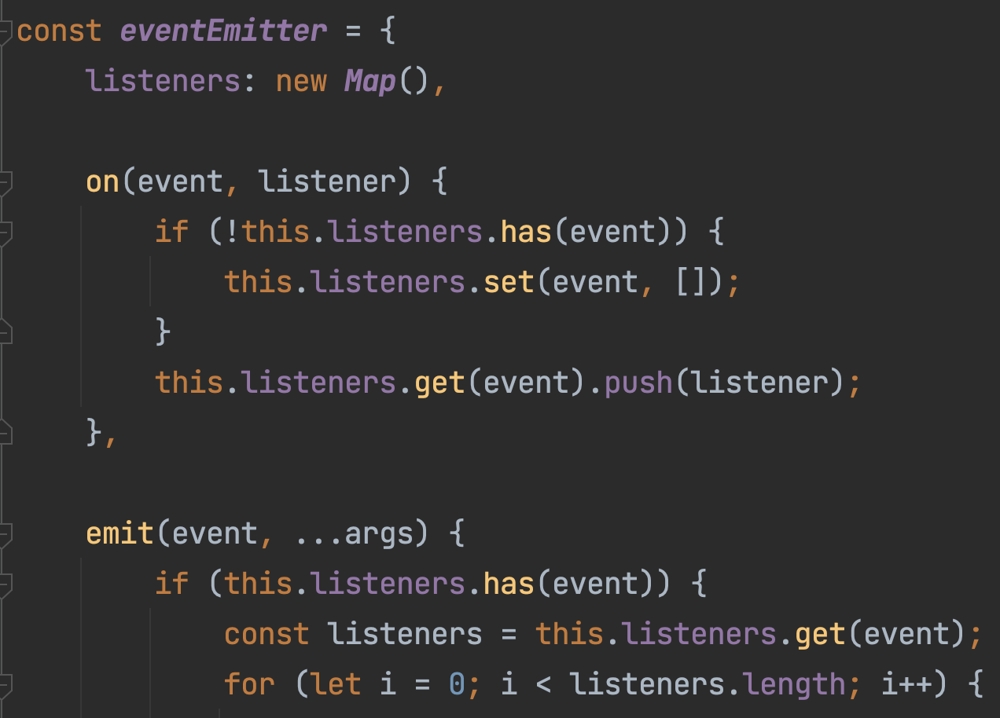 const eventEmitter = {
    listeners: new Map(),

    on(event, listener) {
        if (!this.listeners.has(event)) {
            this.listeners.set(event, []);
        }
        this.listeners.get(event).push(listener);
    },

    emit(event, ...args) {
        if (this.listeners.has(event)) {
            const listeners = this.listeners.get(event);
            for (let i = 0; i < listeners.length; i++) {